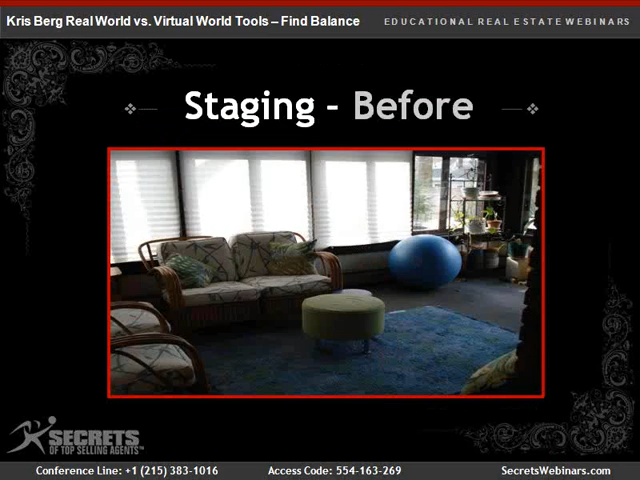 Kris Berg Real World vs. Virtual World Tools – Find Balance
EDUCATIONAL REAL ESTATE WEBINARS
Staging - Before
SECRETS
OF TOP SELLING AGENTS™
Conference Line: +1 (215) 383-1016
Access Code: 554-163-269
SecretsWebinars.com